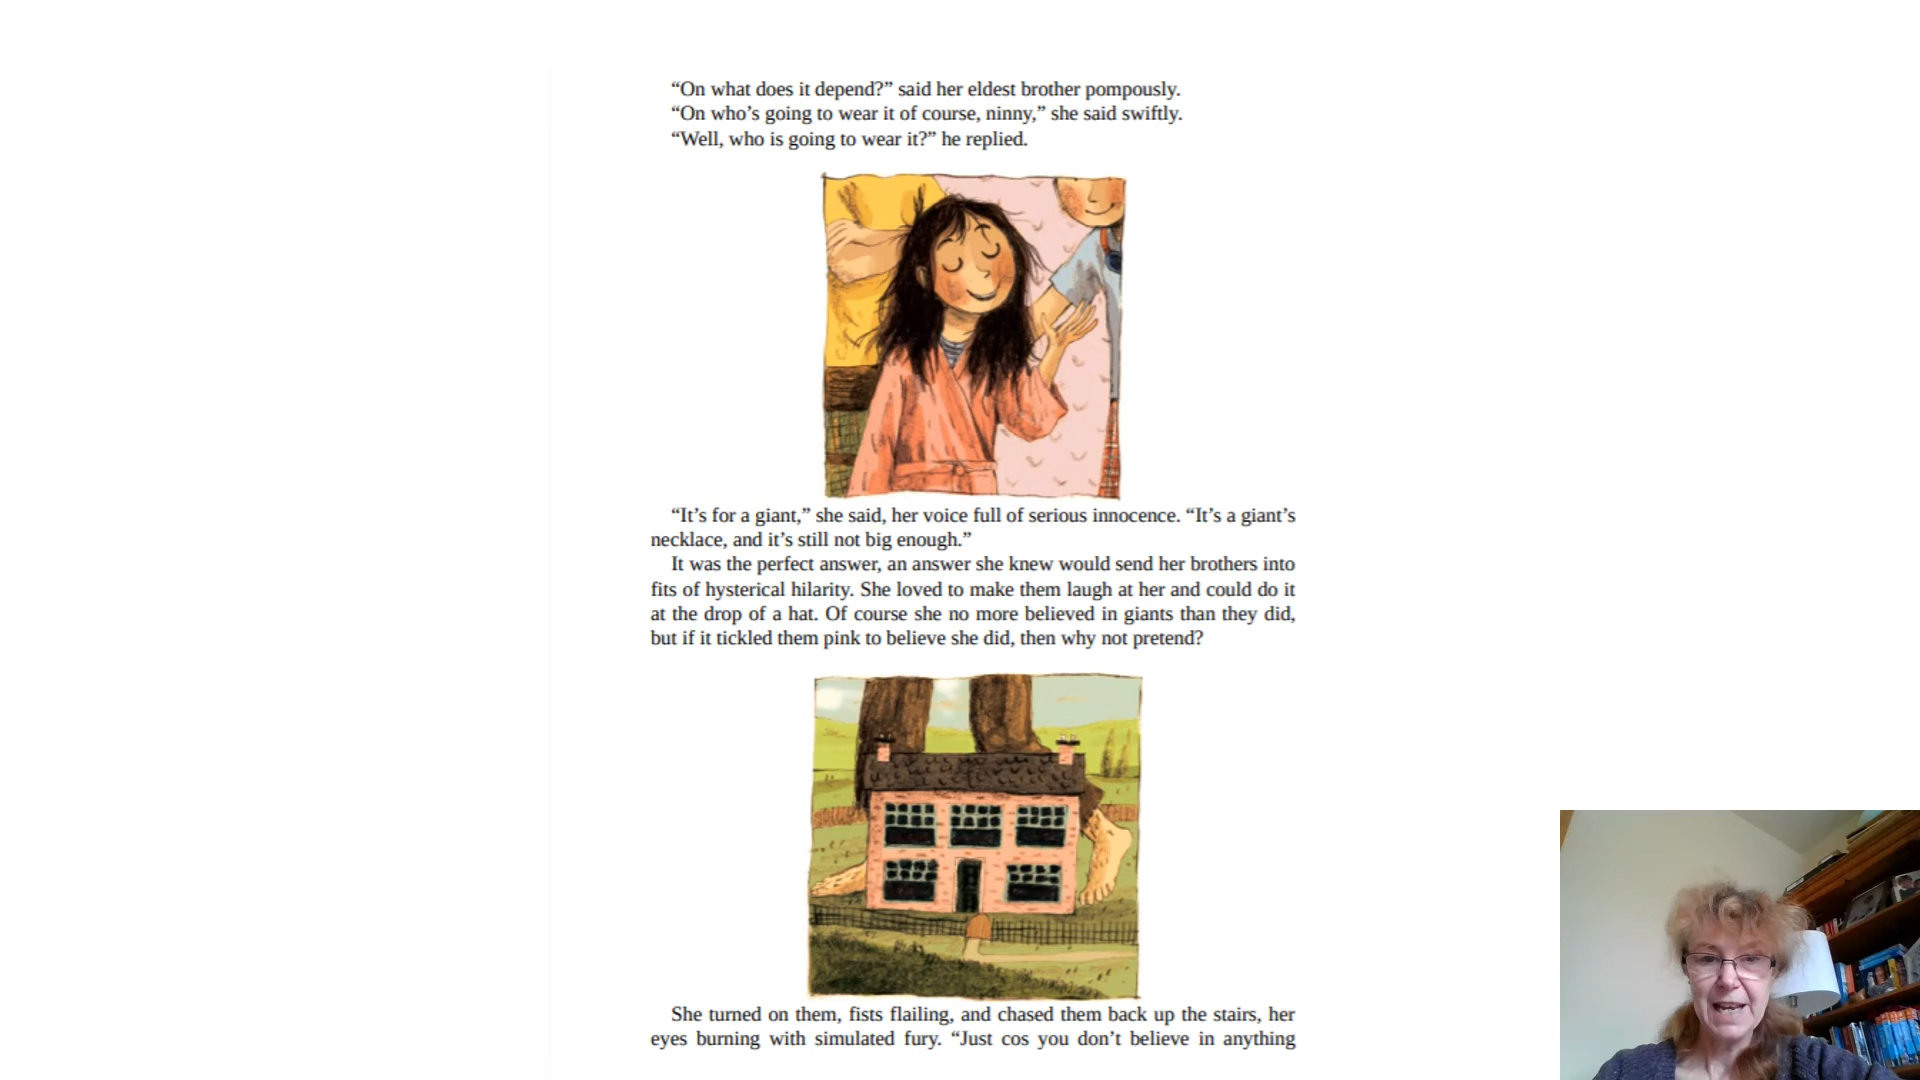 “On what does it depend?” said her eldest brother pompously.
“On who’s going to wear it of course, ninny,” she said swiftly.
“Well, who is going to wear it?” he replied.
“It’s for a giant,” she said, her voice full of serious innocence. “It’s a giant’s
necklace, and it’s still not big enough.”
It was the perfect answer, an answer she knew would send her brothers into
fits of hysterical hilarity. She loved to make them laugh at her and could do it
at the drop of a hat. Of course she no more believed in giants than they did,
but if it tickled them pink to believe she did, then why not pretend?
She turned on them, fists flailing, and chased them back up the stairs, her
eyes burning with simulated fury. “Just cos you don’t believe in anything